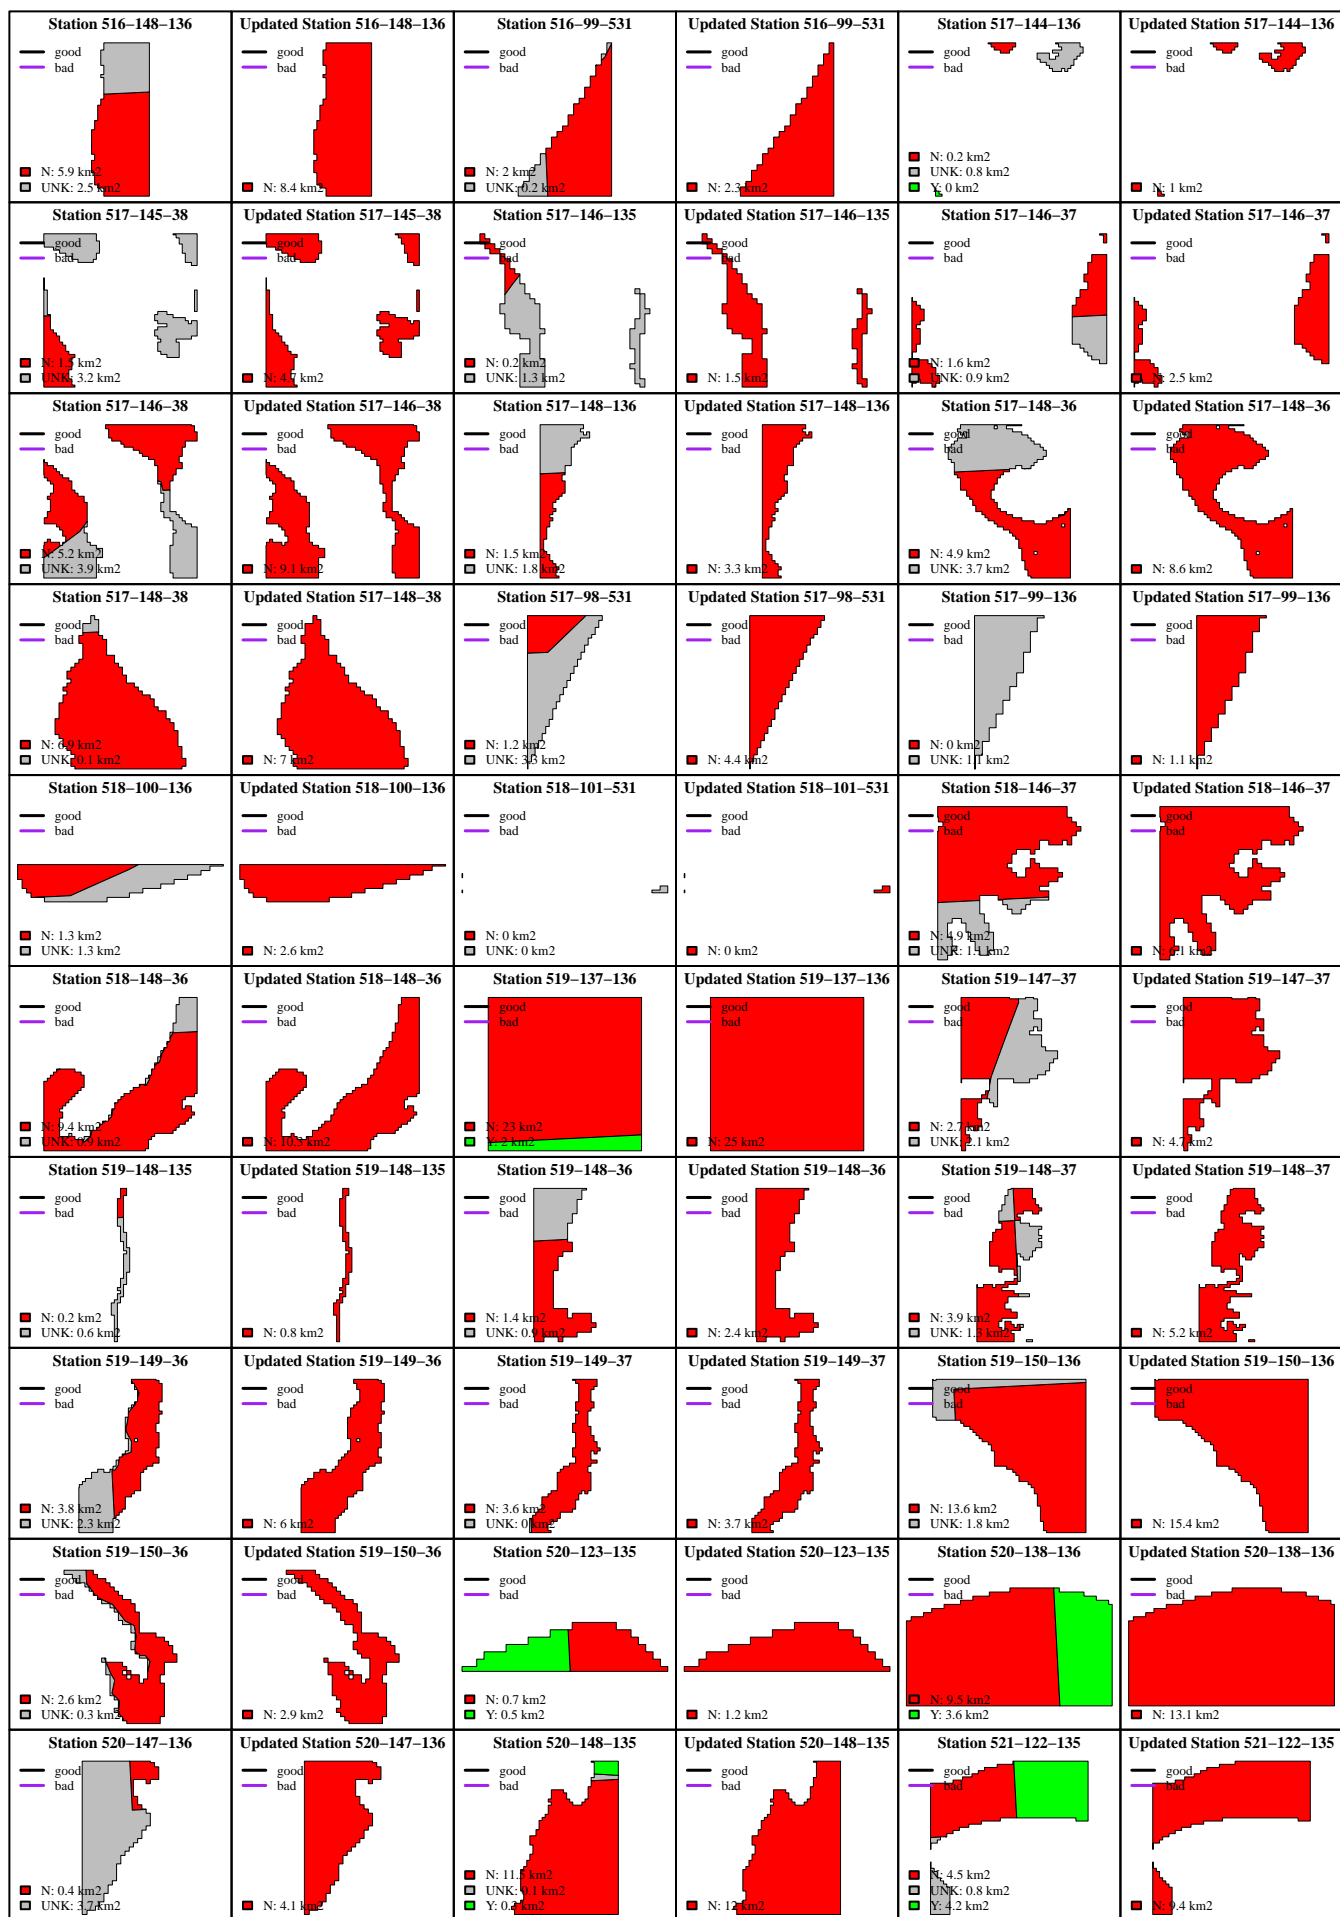 Station 516−148−136
good
bad
N: 5.9 km2
UNK: 2.5 km2
Updated Station 516−148−136
good
bad
N: 8.4 km2
Station 516−99−531
good
bad
N: 2 km2
UNK: 0.2 km2
Updated Station 516−99−531
good
bad
N: 2.3 km2
Station 517−144−136
good
bad
N: 0.2 km2
UNK: 0.8 km2
Y: 0 km2
Updated Station 517−144−136
good
bad
N: 1 km2
Station 517−145−38
good
bad
N: 1.5 km2
UNK: 3.2 km2
Updated Station 517−145−38
good
bad
N: 4.7 km2
Station 517−146−135
good
bad
N: 0.2 km2
UNK: 1.3 km2
Updated Station 517−146−135
good
bad
N: 1.5 km2
Station 517−146−37
good
bad
N: 1.6 km2
UNK: 0.9 km2
Updated Station 517−146−37
good
bad
N: 2.5 km2
Station 517−146−38
good
bad
N: 5.2 km2
UNK: 3.9 km2
Updated Station 517−146−38
good
bad
N: 9.1 km2
Station 517−148−136
good
bad
N: 1.5 km2
UNK: 1.8 km2
Updated Station 517−148−136
good
bad
N: 3.3 km2
Station 517−148−36
good
bad
N: 4.9 km2
UNK: 3.7 km2
Updated Station 517−148−36
good
bad
N: 8.6 km2
Station 517−148−38
good
bad
N: 6.9 km2
UNK: 0.1 km2
Updated Station 517−148−38
good
bad
N: 7 km2
Station 517−98−531
good
bad
N: 1.2 km2
UNK: 3.3 km2
Updated Station 517−98−531
good
bad
N: 4.4 km2
Station 517−99−136
good
bad
N: 0 km2
UNK: 1.1 km2
Updated Station 517−99−136
good
bad
N: 1.1 km2
Station 518−100−136
good
bad
N: 1.3 km2
UNK: 1.3 km2
Updated Station 518−100−136
good
bad
N: 2.6 km2
Station 518−101−531
good
bad
N: 0 km2
UNK: 0 km2
Updated Station 518−101−531
good
bad
N: 0 km2
Station 518−146−37
good
bad
N: 4.9 km2
UNK: 1.1 km2
Updated Station 518−146−37
good
bad
N: 6.1 km2
Station 518−148−36
good
bad
N: 9.4 km2
UNK: 0.9 km2
Updated Station 518−148−36
good
bad
N: 10.3 km2
Station 519−137−136
good
bad
N: 23 km2
Y: 2 km2
Updated Station 519−137−136
good
bad
N: 25 km2
Station 519−147−37
good
bad
N: 2.7 km2
UNK: 2.1 km2
Updated Station 519−147−37
good
bad
N: 4.7 km2
Station 519−148−135
good
bad
N: 0.2 km2
UNK: 0.6 km2
Updated Station 519−148−135
good
bad
N: 0.8 km2
Station 519−148−36
good
bad
N: 1.4 km2
UNK: 0.9 km2
Updated Station 519−148−36
good
bad
N: 2.4 km2
Station 519−148−37
good
bad
N: 3.9 km2
UNK: 1.3 km2
Updated Station 519−148−37
good
bad
N: 5.2 km2
Station 519−149−36
good
bad
N: 3.8 km2
UNK: 2.3 km2
Updated Station 519−149−36
good
bad
N: 6 km2
Station 519−149−37
good
bad
N: 3.6 km2
UNK: 0 km2
Updated Station 519−149−37
good
bad
N: 3.7 km2
Station 519−150−136
good
bad
N: 13.6 km2
UNK: 1.8 km2
Updated Station 519−150−136
good
bad
N: 15.4 km2
Station 519−150−36
good
bad
N: 2.6 km2
UNK: 0.3 km2
Updated Station 519−150−36
good
bad
N: 2.9 km2
Station 520−123−135
good
bad
N: 0.7 km2
Y: 0.5 km2
Updated Station 520−123−135
good
bad
N: 1.2 km2
Station 520−138−136
good
bad
N: 9.5 km2
Y: 3.6 km2
Updated Station 520−138−136
good
bad
N: 13.1 km2
Station 520−147−136
good
bad
N: 0.4 km2
UNK: 3.7 km2
Updated Station 520−147−136
good
bad
N: 4.1 km2
Station 520−148−135
good
bad
N: 11.5 km2
UNK: 0.1 km2
Y: 0.3 km2
Updated Station 520−148−135
good
bad
N: 12 km2
Station 521−122−135
good
bad
N: 4.5 km2
UNK: 0.8 km2
Y: 4.2 km2
Updated Station 521−122−135
good
bad
N: 9.4 km2